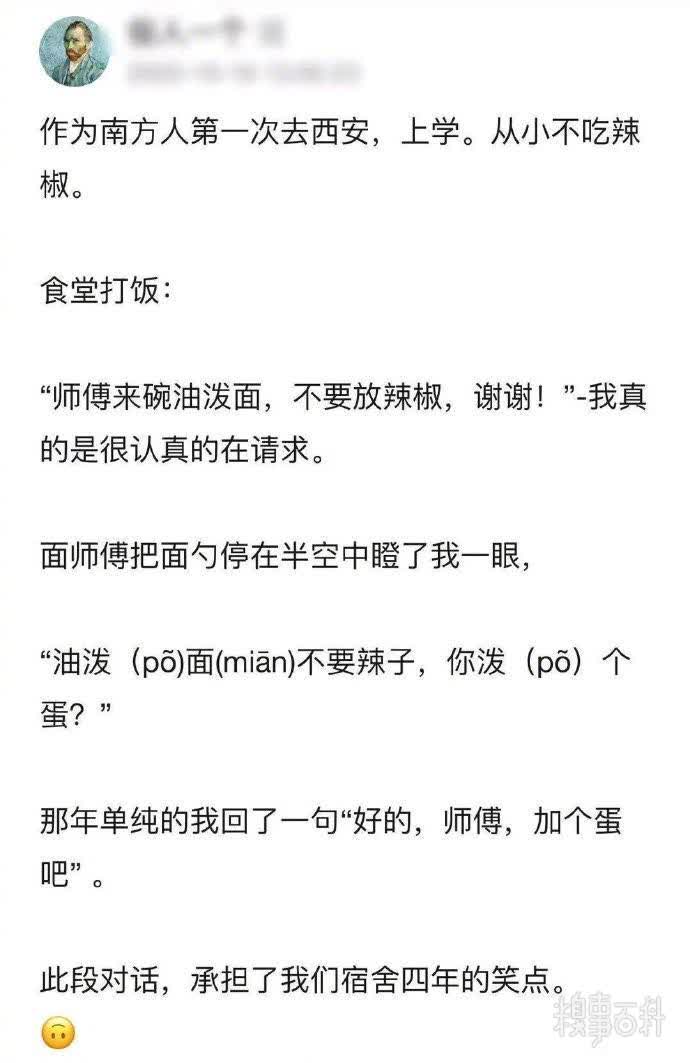 作为南方人第一次去西安，上学。从小不吃辣
椒。
食堂打饭：
“师傅来碗油泼面，不要放辣椒，谢谢！”-我真
的是很认真的在请求。
面师傅把面勺停在半空中瞪了我一眼，
“油泼（põ)面(miān)不要辣子，你泼（põ）个
蛋？”
那年单纯的我回了一句“好的，师傅，加个蛋
吧” 。
此段对话，承担了我们宿舍四年的笑点。
糗事百科